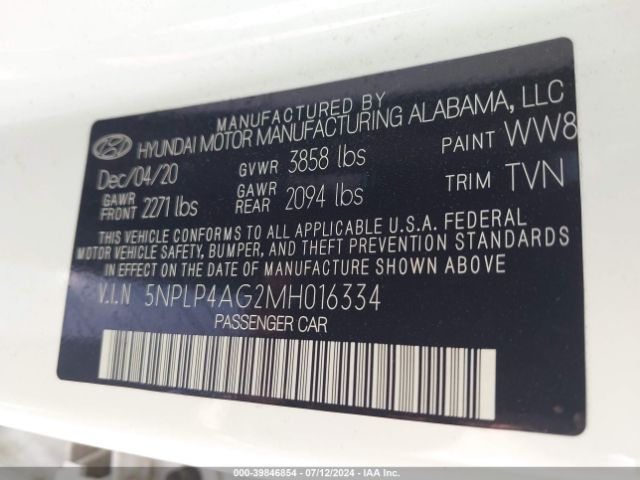 MANUFACTURED BY
HYUNDAI MOTOR MANUFACTURING ALABAMA, LLC
Dec/04/20 GVWR 3858 lbs PAINT WW8
GAWR FRONT 2271 lbs GAWR REAR 2094 lbs TRIM TVN
THIS VEHICLE CONFORMS TO ALL APPLICABLE U.S.A. FEDERAL
MOTOR VEHICLE SAFETY, BUMPER, AND THEFT PREVENTION STANDARDS
IN EFFECT ON THE DATE OF MANUFACTURE SHOWN ABOVE
V.I.N 5NPLP4AG2MH016334
PASSENGER CAR
000-39846854 - 07/12/2024 - IAA Inc.